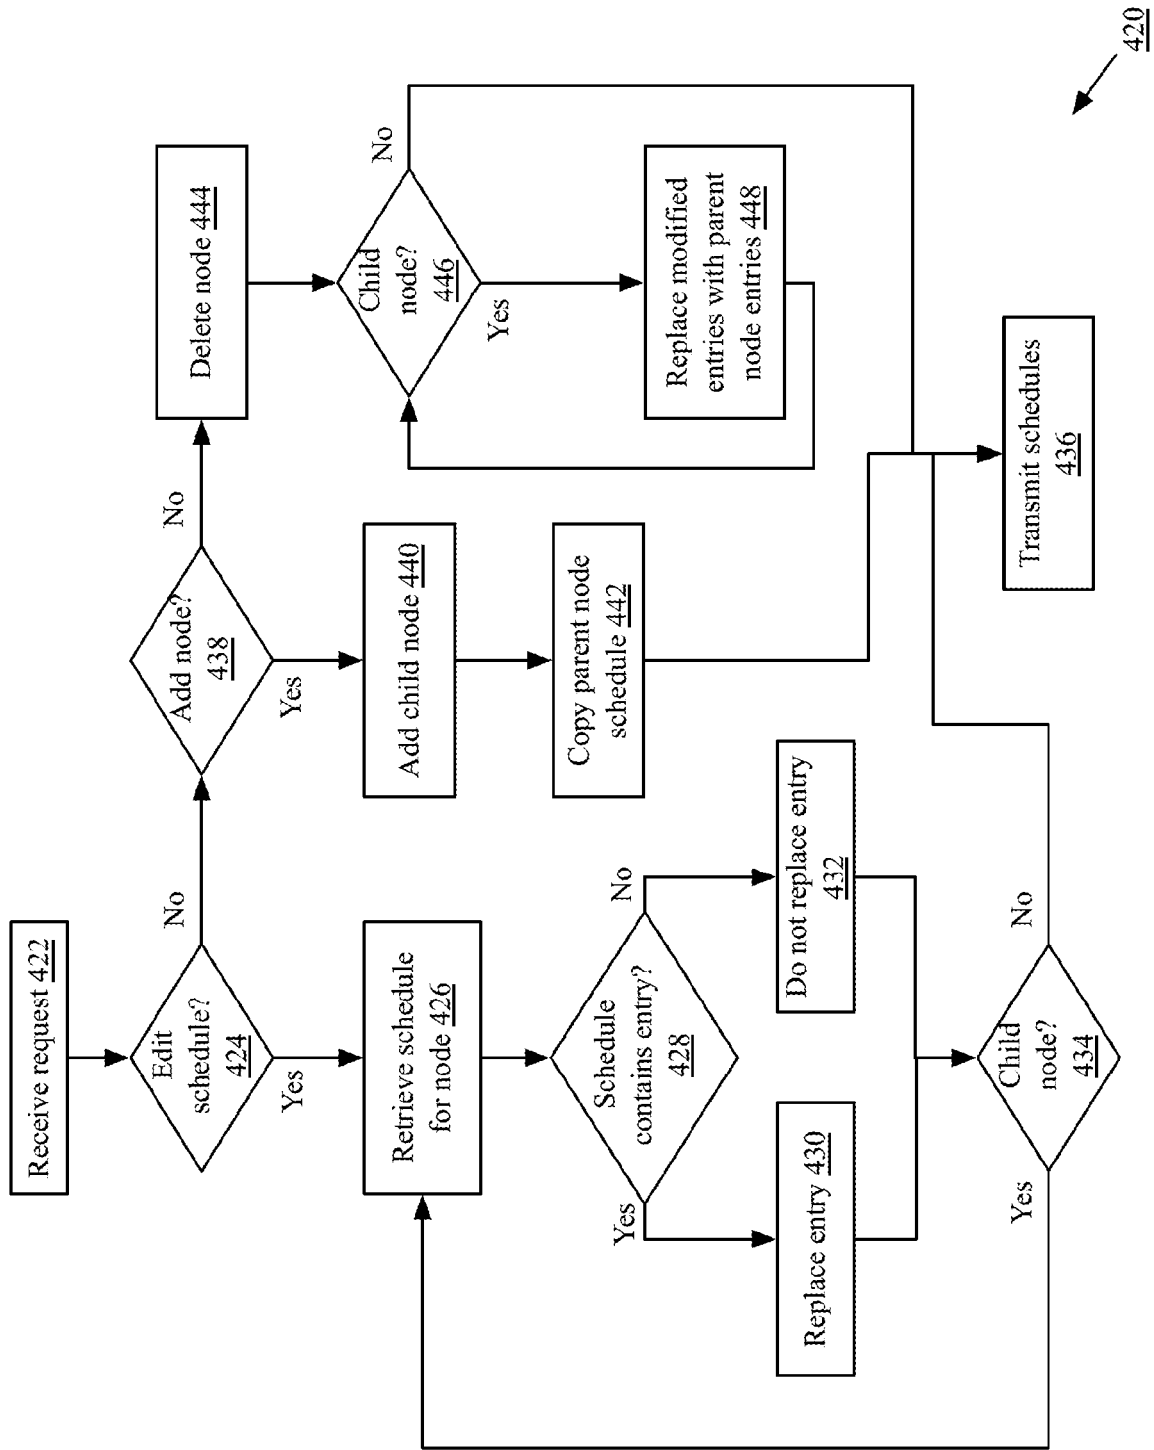 Receive request 422
Edit
schedule?
424
No
Yes
Add node?
438
No
Yes
Delete node 444
Child
node?
446
No
Yes
Replace modified
entries with parent
node entries 448
Add child node 440
Copy parent node
schedule 442
Retrieve schedule
for node 426
Schedule
contains entry?
428
Yes
No
Replace entry 430
Do not replace entry
432
Child
node?
434
Yes
No
Transmit schedules
436
420